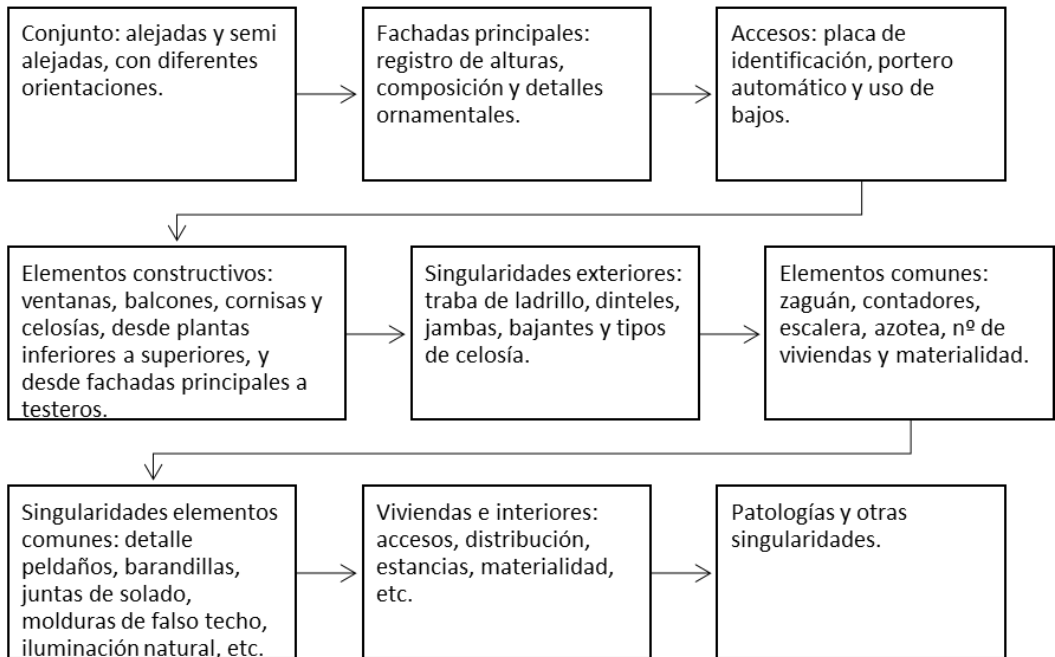 Conjunto: alejadas y semi
alejadas, con diferentes
orientaciones.
Fachadas principales:
registro de alturas,
composición y detalles
ornamentales.
Accesos: placa de
identificación, portero
automático y uso de
bajos.
Elementos constructivos:
ventanas, balcones, cornisas y
celosías, desde plantas
inferiores a superiores, y
desde fachadas principales a
testeros.
Singularidades exteriores:
traba de ladrillo, dinteles,
jambas, bajantes y tipos
de celosía.
Elementos comunes:
zaguán, contadores,
escalera, azotea, nº de
viviendas y materialidad.
Singularidades elementos
comunes: detalle
peldaños, barandillas,
juntas de solado,
molduras de falso techo,
iluminación natural, etc.
Viviendas e interiores:
accesos, distribución,
estancias, materialidad,
etc.
Patologías y otras
singularidades.